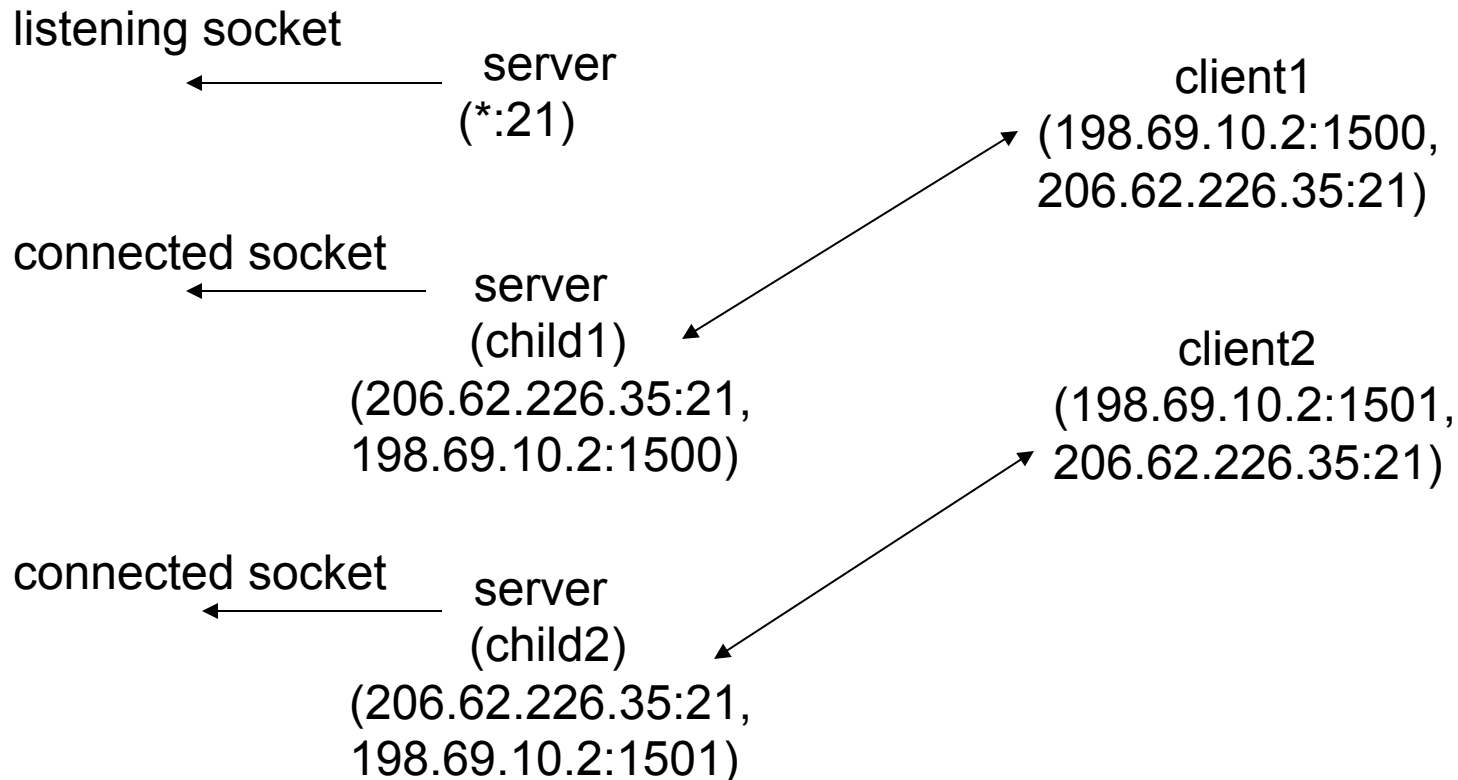 listening socket
server
(*:21)
client1
(198.69.10.2:1500,
206.62.226.35:21)
connected socket
server
(child1)
(206.62.226.35:21,
198.69.10.2:1500)
client2
(198.69.10.2:1501,
206.62.226.35:21)
connected socket
server
(child2)
(206.62.226.35:21,
198.69.10.2:1501)